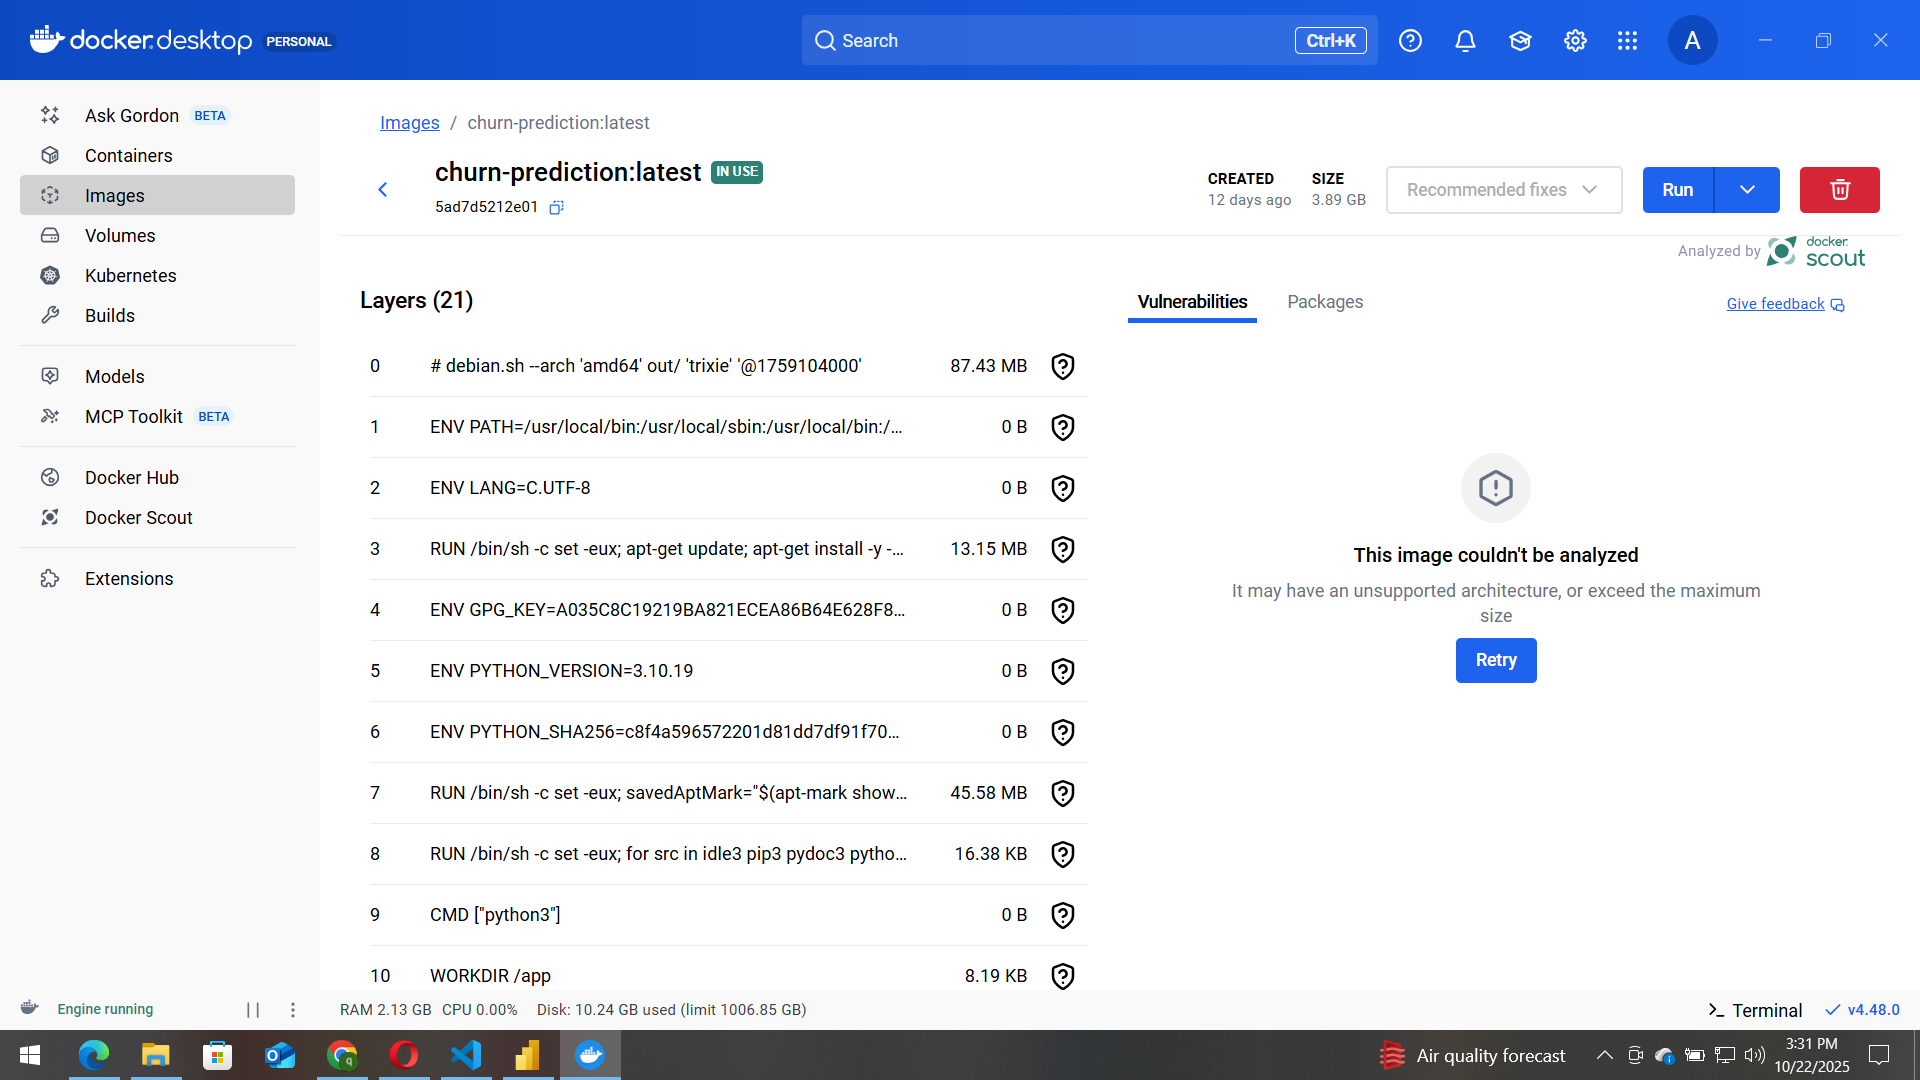 docker desktop PERSONAL
Search Ctrl+K
A
Ask Gordon BETA
Containers
Images
Volumes
Kubernetes
Builds
Models
MCP Toolkit BETA
Docker Hub
Docker Scout
Extensions
Images / churn-prediction:latest
churn-prediction:latest IN USE
5ad7d5212e01
CREATED
12 days ago
SIZE
3.89 GB
Recommended fixes
Run
Analyzed by docker scout
Layers (21)
0 # debian.sh --arch 'amd64' out/ 'trixie' '@1759104000' 87.43 MB
1 ENV PATH=/usr/local/bin:/usr/local/sbin:/usr/local/bin:/... 0 B
2 ENV LANG=C.UTF-8 0 B
3 RUN /bin/sh -c set -eux; apt-get update; apt-get install -y -... 13.15 MB
4 ENV GPG_KEY=A035C8C19219BA821ECEA86B64E628F8... 0 B
5 ENV PYTHON_VERSION=3.10.19 0 B
6 ENV PYTHON_SHA256=c8f4a596572201d81dd7df91f70... 0 B
7 RUN /bin/sh -c set -eux; savedAptMark="$(apt-mark show... 45.58 MB
8 RUN /bin/sh -c set -eux; for src in idle3 pip3 pydoc3 pytho... 16.38 KB
9 CMD ["python3"] 0 B
10 WORKDIR /app 8.19 KB
Vulnerabilities
Packages
Give feedback
This image couldn't be analyzed
It may have an unsupported architecture, or exceed the maximum
size
Retry
Engine running
RAM 2.13 GB CPU 0.00% Disk: 10.24 GB used (limit 1006.85 GB)
Terminal
v4.48.0
Air quality forecast
3:31 PM
10/22/2025